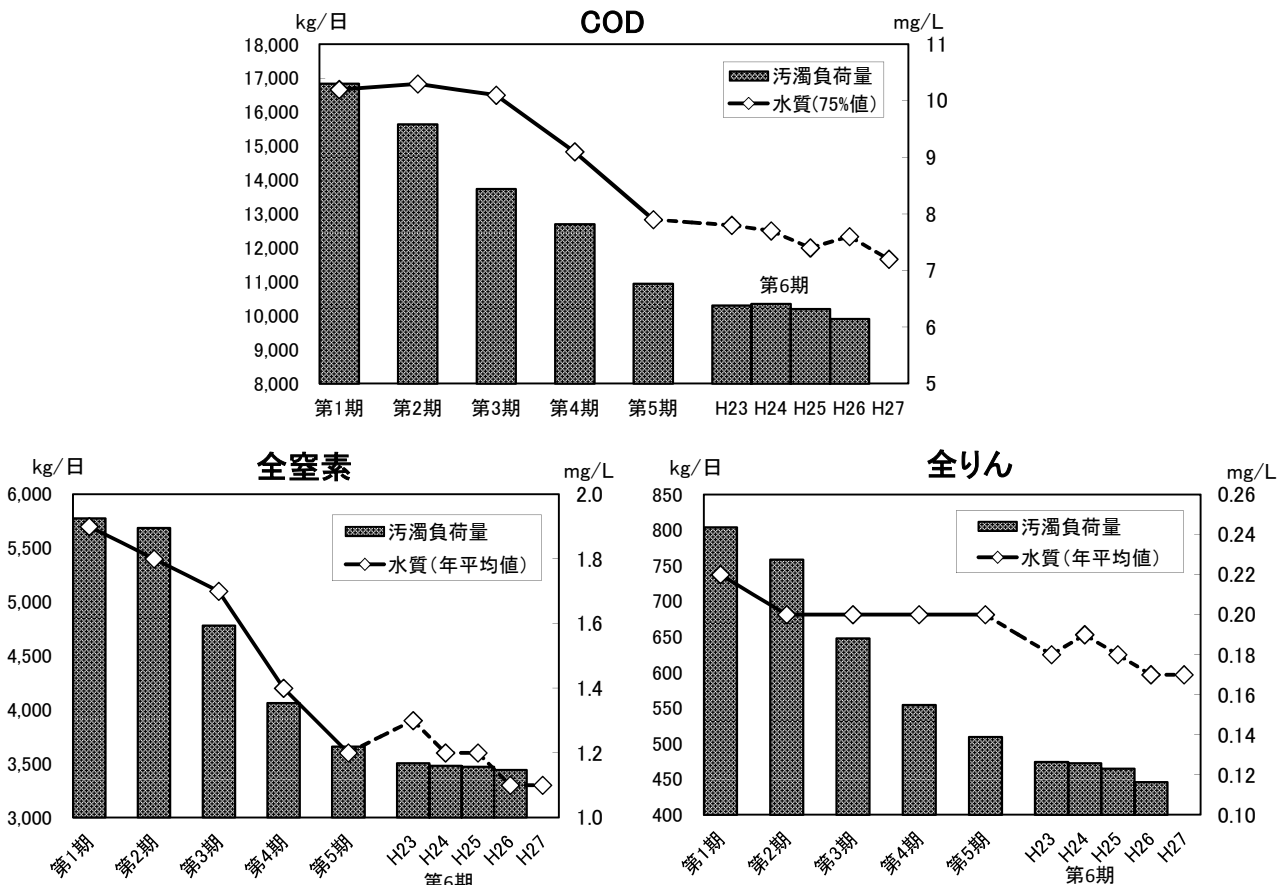 COD
kg/日
mg/L
18,000
17,000
16,000
15,000
14,000
13,000
12,000
11,000
10,000
9,000
8,000
11
10
9
8
7
6
5
汚濁負荷量
水質(75%値)
第6期
第1期 第2期 第3期 第4期 第5期 H23 H24 H25 H26 H27
全窒素
kg/日
mg/L
6,000
5,500
5,000
4,500
4,000
3,500
3,000
2.0
1.8
1.6
1.4
1.2
1.0
汚濁負荷量
水質(年平均値)
第1期 第2期 第3期 第4期 第5期 H23 H24 H25 H26 H27
第6期
全りん
kg/日
mg/L
850
800
750
700
650
600
550
500
450
400
0.26
0.24
0.22
0.20
0.18
0.16
0.14
0.12
0.10
汚濁負荷量
水質(年平均値)
第1期 第2期 第3期 第4期 第5期 H23 H24 H25 H26 H27
第6期